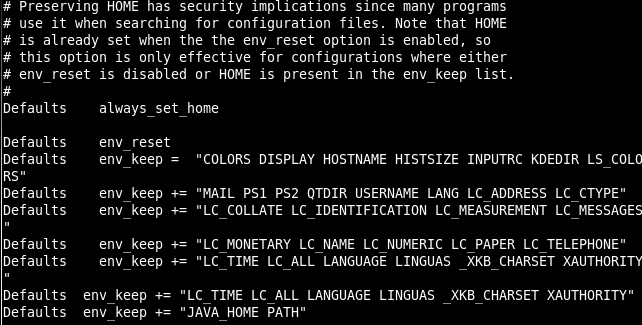 # Preserving HOME has security implications since many programs
# use it when searching for configuration files. Note that HOME
# is already set when the the env_reset option is enabled, so
# this option is only effective for configurations where either
# env_reset is disabled or HOME is present in the env_keep list.
#
Defaults    always_set_home
Defaults    env_reset
Defaults    env_keep =  "COLORS DISPLAY HOSTNAME HISTSIZE INPUTRC KDEDIR LS_COLO
RS"
Defaults    env_keep += "MAIL PS1 PS2 QTDIR USERNAME LANG LC_ADDRESS LC_CTYPE"
Defaults    env_keep += "LC_COLLATE LC_IDENTIFICATION LC_MEASUREMENT LC_MESSAGES
"
Defaults    env_keep += "LC_MONETARY LC_NAME LC_NUMERIC LC_PAPER LC_TELEPHONE"
Defaults    env_keep += "LC_TIME LC_ALL LANGUAGE LINGUAS _XKB_CHARSET XAUTHORITY
"
Defaults  env_keep += "LC_TIME LC_ALL LANGUAGE LINGUAS _XKB_CHARSET XAUTHORITY"
Defaults  env_keep += "JAVA_HOME PATH"